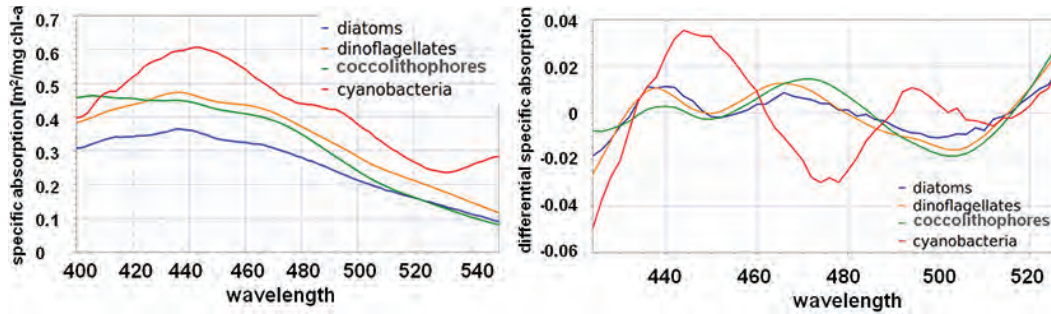 specific absorption [m²/mg chl-a]
0.7
0.6
0.5
0.4
0.3
0.2
0.1
0
400 420 440 460 480 500 520 540
wavelength
diatoms
dinoflagellates
coccolithophores
cyanobacteria
differential specific absorption
0.04
0.02
0
-0.02
-0.04
-0.06
440 460 480 500 520
wavelength
diatoms
dinoflagellates
coccolithophores
cyanobacteria